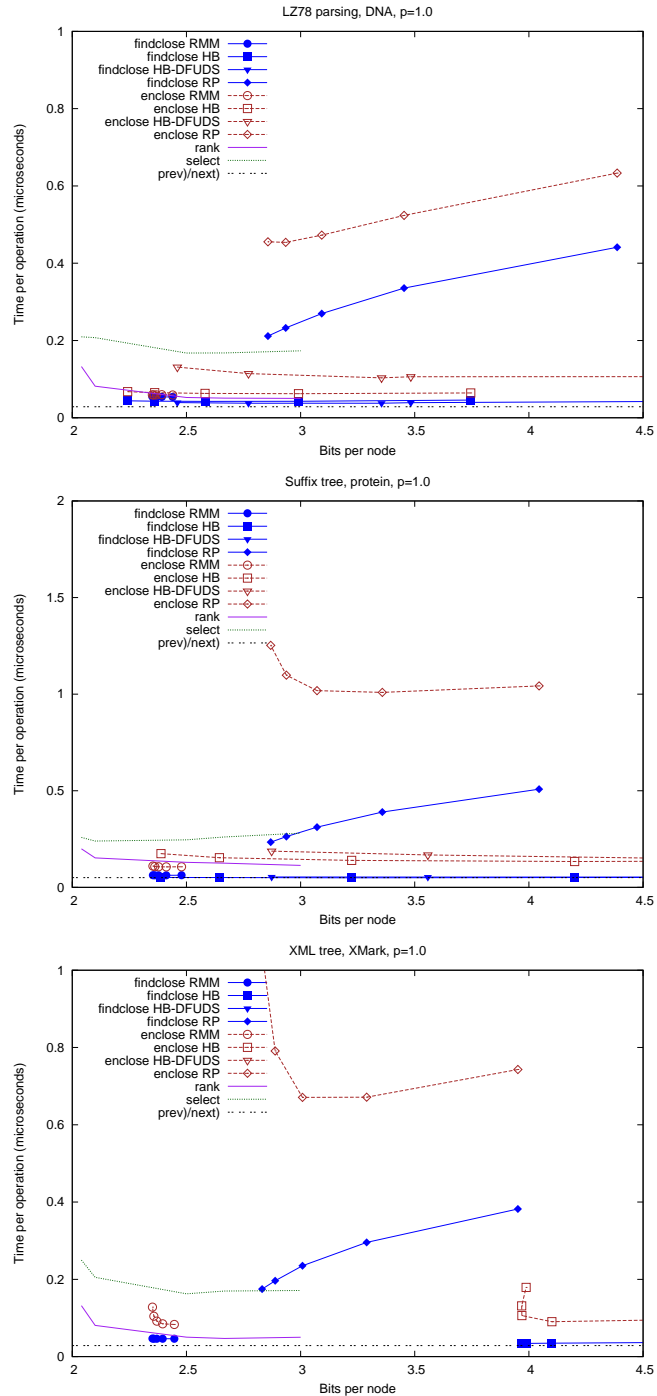 LZ78 parsing, DNA, p=1.0
1
0.8
0.6
0.4
0.2
0
Time per operation (microseconds)
findclose RMM
findclose HB
findclose HB-DFUDS
findclose RP
enclose RMM
enclose HB
enclose HB-DFUDS
enclose RP
rank
select
prev)/next)
2 2.5 3 3.5 4 4.5
Bits per node
Suffix tree, protein, p=1.0
2
1.5
1
0.5
0
Time per operation (microseconds)
findclose RMM
findclose HB
findclose HB-DFUDS
findclose RP
enclose RMM
enclose HB
enclose HB-DFUDS
enclose RP
rank
select
prev)/next)
2 2.5 3 3.5 4 4.5
Bits per node
XML tree, XMark, p=1.0
1
0.8
0.6
0.4
0.2
0
Time per operation (microseconds)
findclose RMM
findclose HB
findclose HB-DFUDS
findclose RP
enclose RMM
enclose HB
enclose HB-DFUDS
enclose RP
rank
select
prev)/next)
2 2.5 3 3.5 4 4.5
Bits per node